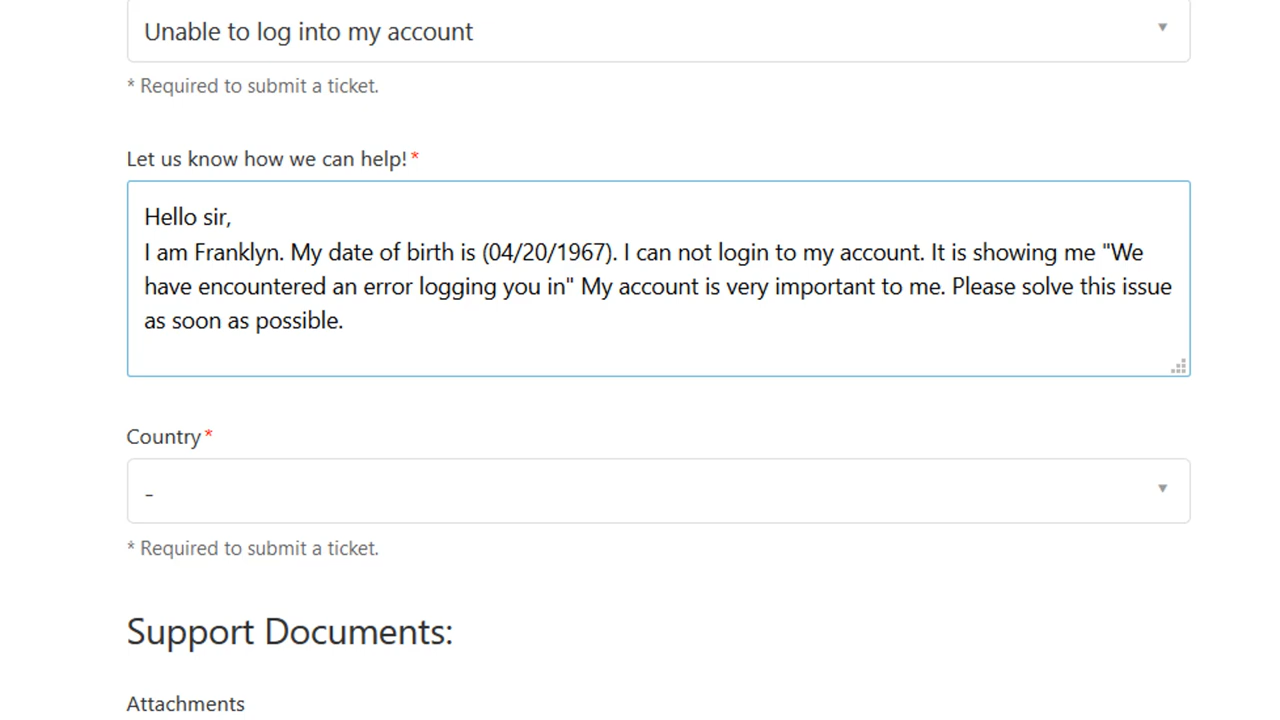 Unable to log into my account
* Required to submit a ticket.
Let us know how we can help!*
Hello sir,
I am Franklyn. My date of birth is (04/20/1967). I can not login to my account. It is showing me "We
have encountered an error logging you in" My account is very important to me. Please solve this issue
as soon as possible.
Country*
-
* Required to submit a ticket.
Support Documents:
Attachments